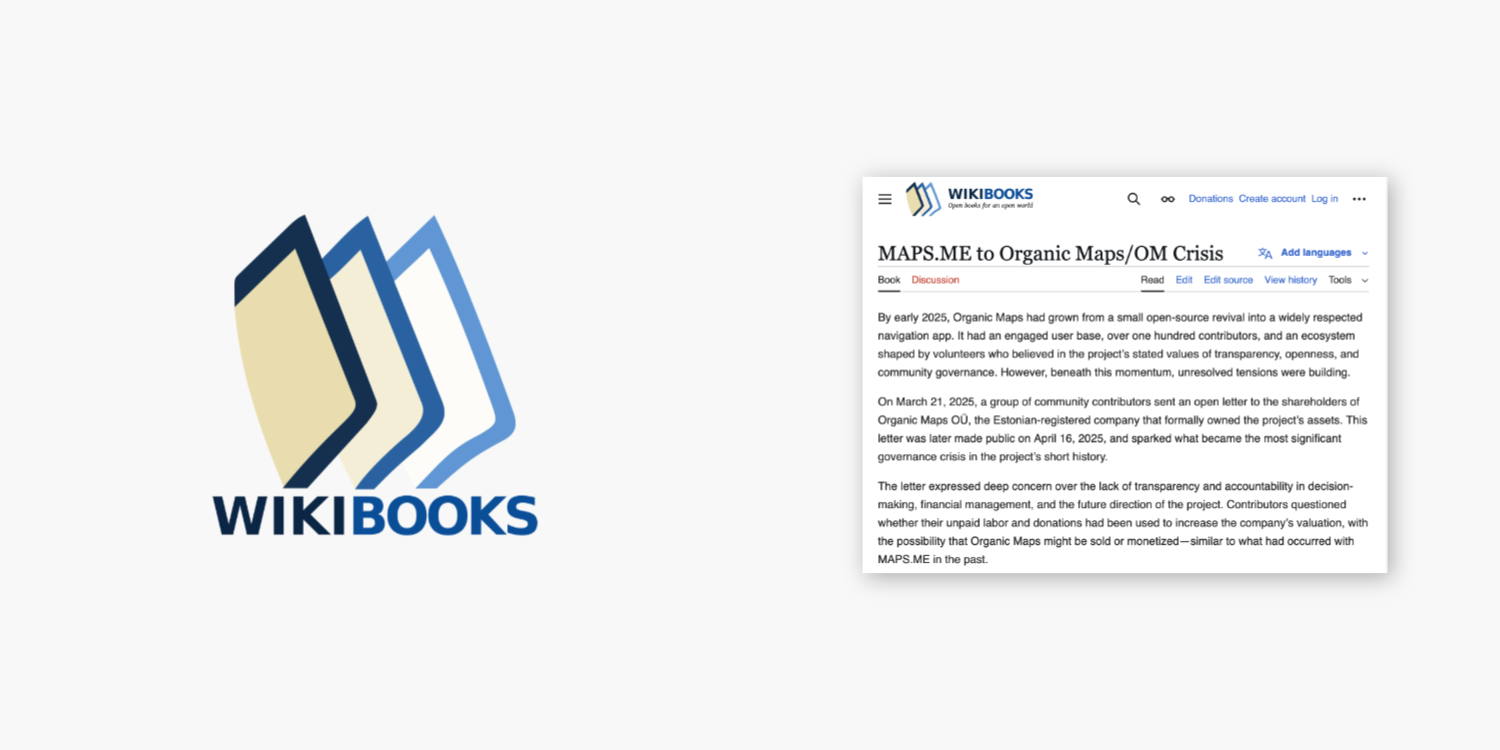 WIKIBOOKS
WIKIBOOKS
Open books for an open world
Donations Create account Log in
MAPS.ME to Organic Maps/OM Crisis
Add languages
Book Discussion Read Edit Edit source View history Tools
By early 2025, Organic Maps had grown from a small open-source revival into a widely respected
navigation app. It had an engaged user base, over one hundred contributors, and an ecosystem
shaped by volunteers who believed in the project's stated values of transparency, openness, and
community governance. However, beneath this momentum, unresolved tensions were building.
On March 21, 2025, a group of community contributors sent an open letter to the shareholders of
Organic Maps OÜ, the Estonian-registered company that formally owned the project's assets. This
letter was later made public on April 16, 2025, and sparked what became the most significant
governance crisis in the project's short history.
The letter expressed deep concern over the lack of transparency and accountability in decision-
making, financial management, and the future direction of the project. Contributors questioned
whether their unpaid labor and donations had been used to increase the company's valuation, with
the possibility that Organic Maps might be sold or monetized—similar to what had occurred with
MAPS.ME in the past.